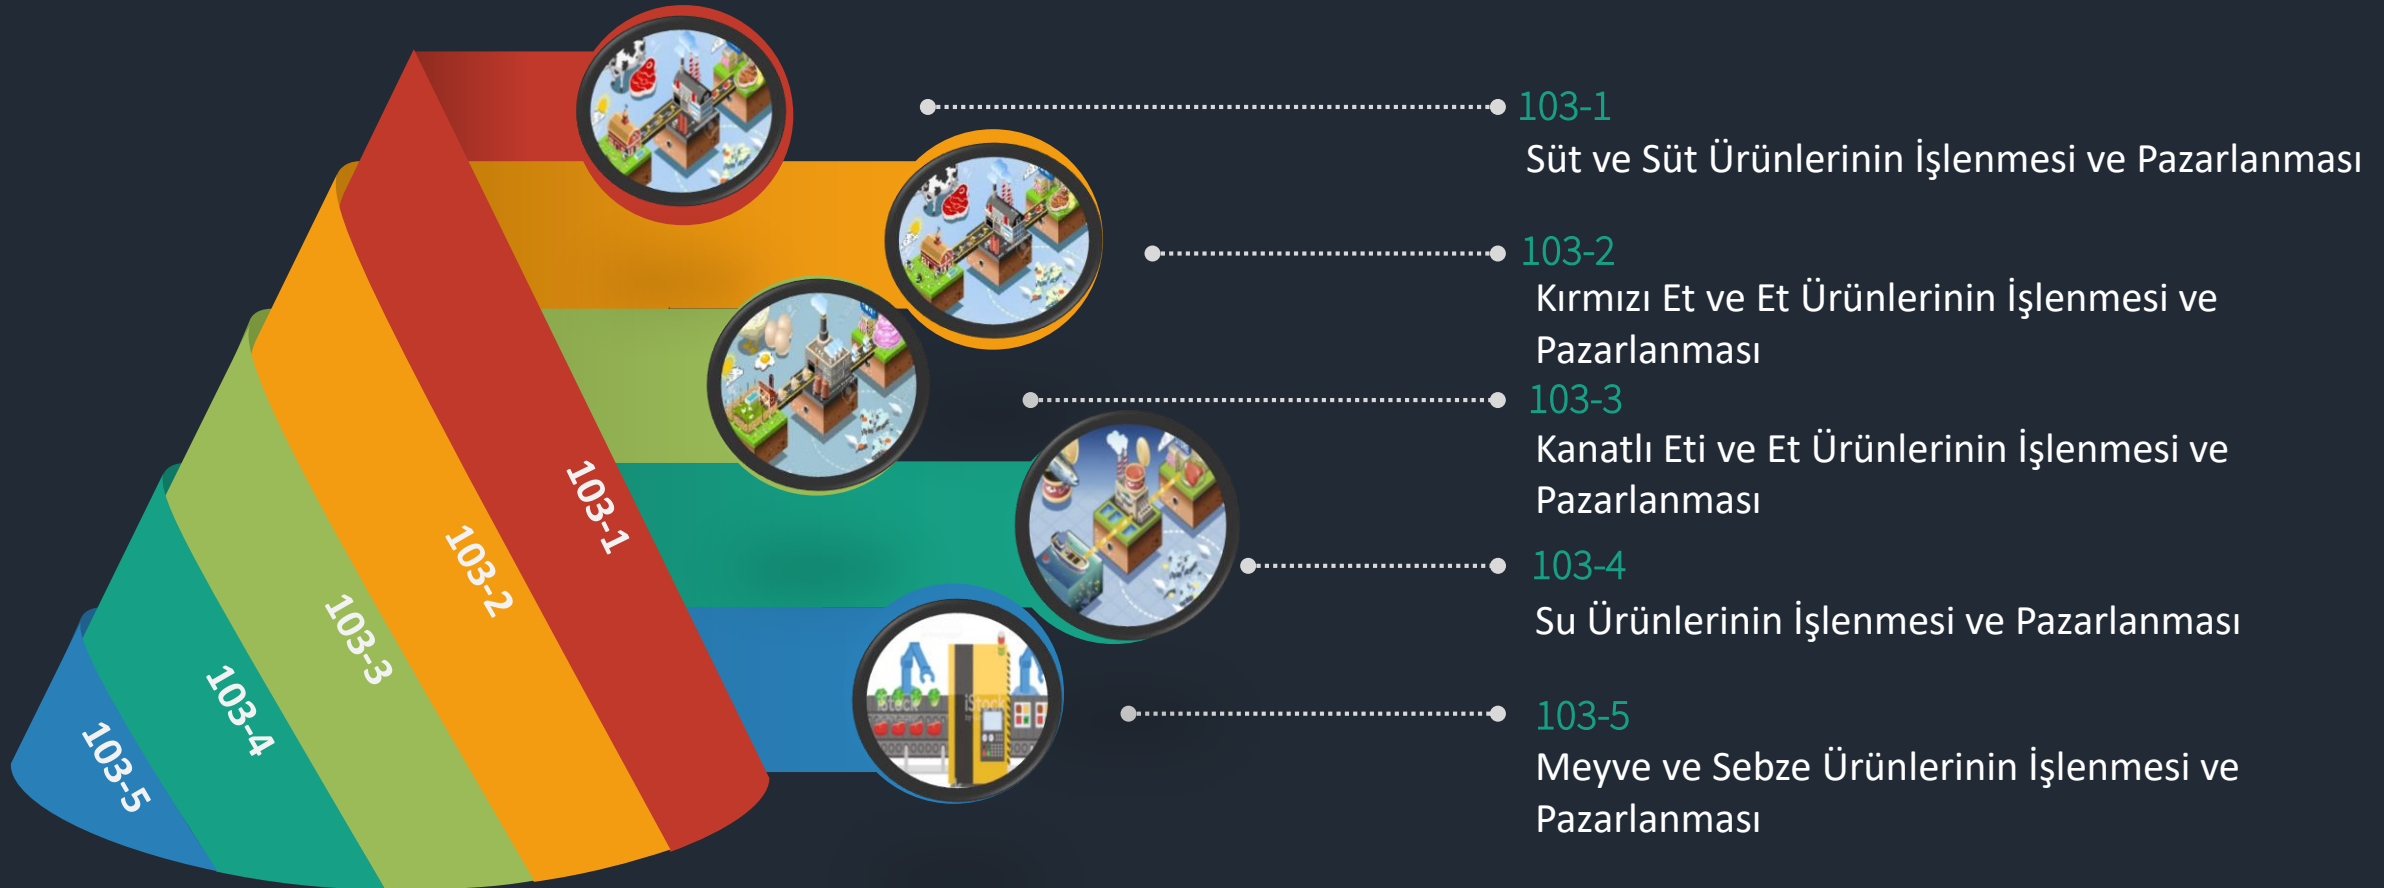 103-1
Süt ve Süt Ürünlerinin İşlenmesi ve Pazarlanması
103-2
Kırmızı Et ve Et Ürünlerinin İşlenmesi ve
Pazarlanması
103-3
Kanatlı Eti ve Et Ürünlerinin İşlenmesi ve
Pazarlanması
103-4
Su Ürünlerinin İşlenmesi ve Pazarlanması
103-5
Meyve ve Sebze Ürünlerinin İşlenmesi ve
Pazarlanması
103-1
103-2
103-3
103-4
103-5
iStock